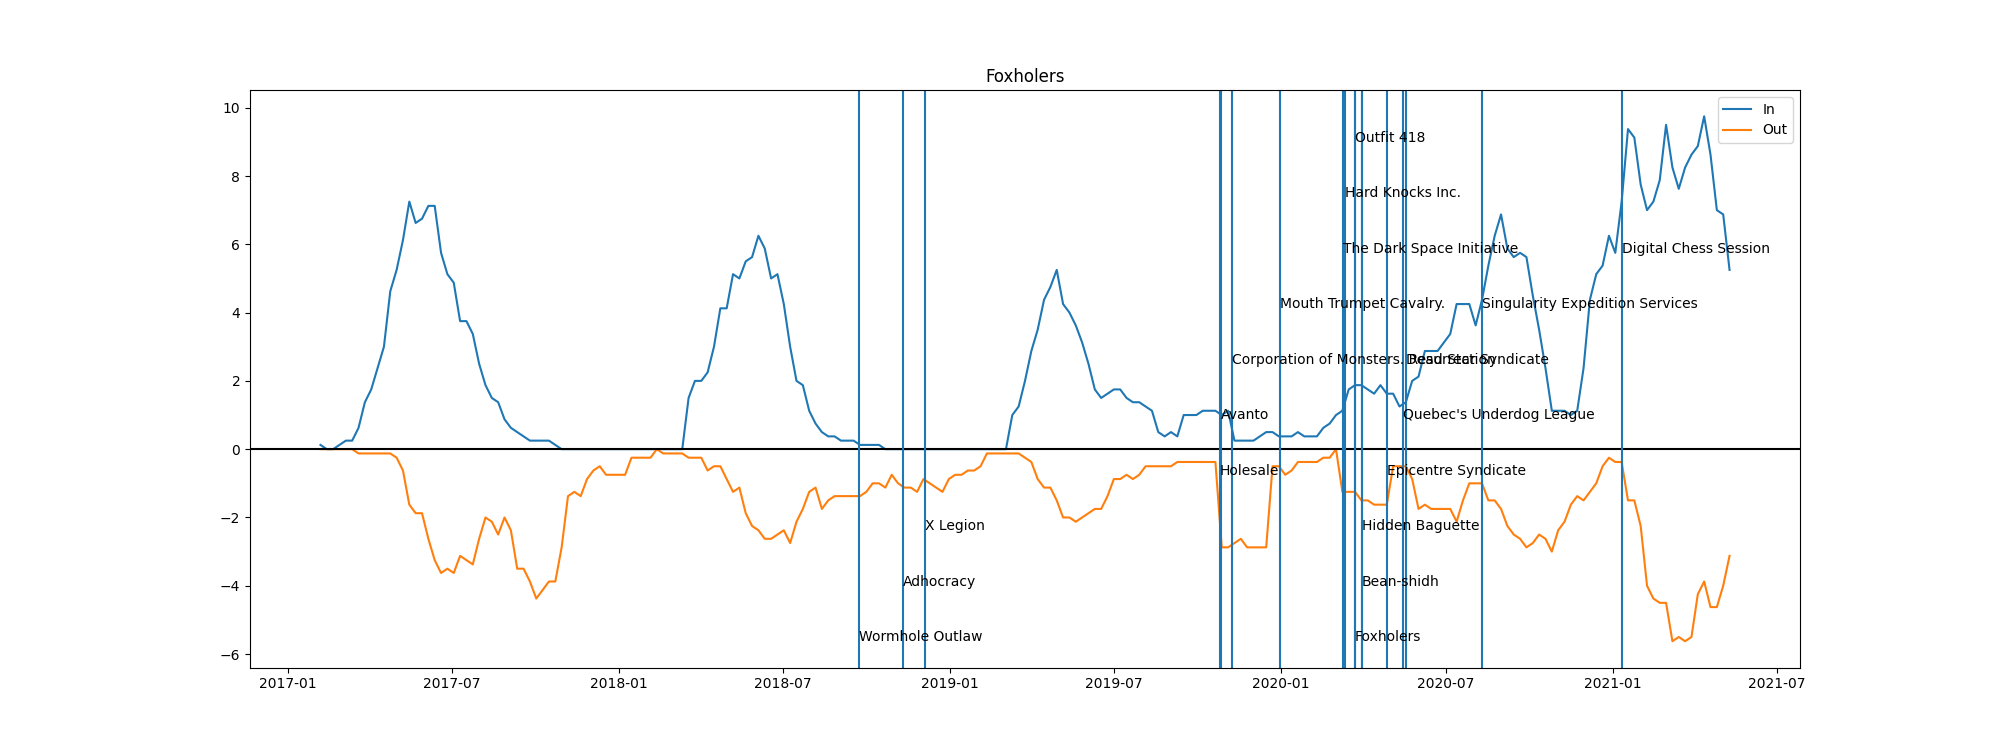 Foxholers
10
8
6
4
2
0
−2
−4
−6
In
Out
Outfit 418
Hard Knocks Inc.
The Dark Space Initiative
Digital Chess Session
Mouth Trumpet Cavalry.
Singularity Expedition Services
Corporation of Monsters.
Dead Star Syndicate
Avanto
Quebec's Underdog League
Holesale
Epicentre Syndicate
X Legion
Hidden Baguette
Adhocracy
Bean-shidh
Wormhole Outlaw
Foxholers
2017-01 2017-07 2018-01 2018-07 2019-01 2019-07 2020-01 2020-07 2021-01 2021-07